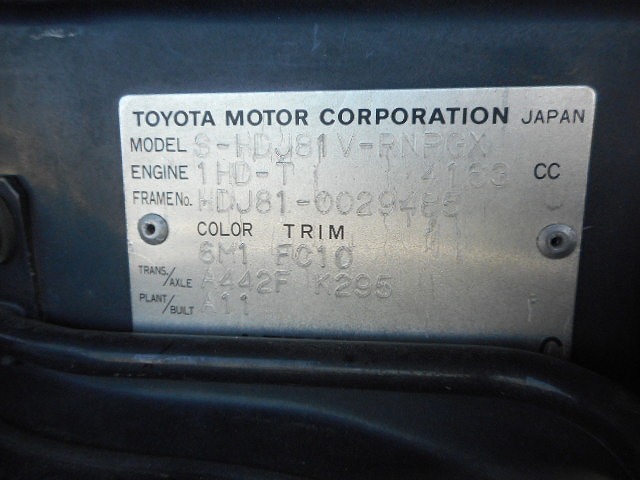 TOYOTA MOTOR CORPORATION JAPAN
MODEL S-HDJ81V-RNPGX
ENGINE 1HD-T 4163 CC
FRAME No. HDJ81-0029486
COLOR TRIM
6M1 FC10
TRANS./AXLE A442F K295
PLANT/BUILT A11